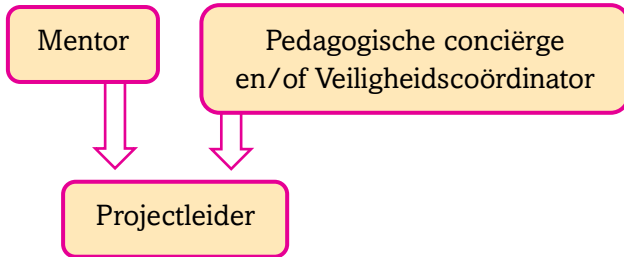 Mentor
Pedagogische conciërge
en/of Veiligheidscoördinator
Projectleider